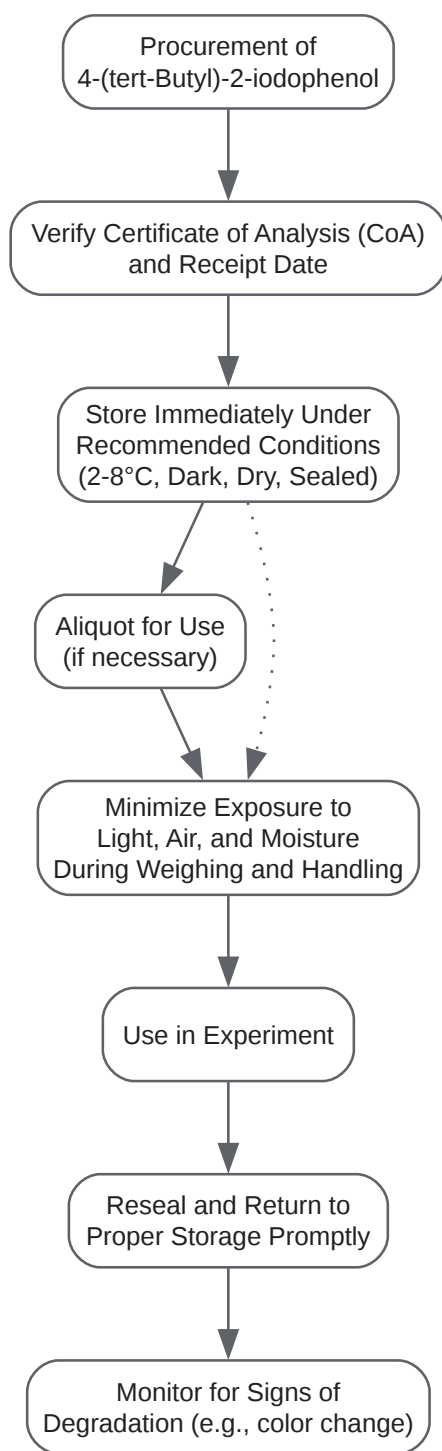 Procurement of
4-(tert-Butyl)-2-iodophenol
Verify Certificate of Analysis (CoA)
and Receipt Date
Store Immediately Under
Recommended Conditions
(2-8°C, Dark, Dry, Sealed)
Aliquot for Use
(if necessary)
Minimize Exposure to
Light, Air, and Moisture
During Weighing and Handling
Use in Experiment
Reseal and Return to
Proper Storage Promptly
Monitor for Signs of
Degradation (e.g., color change)